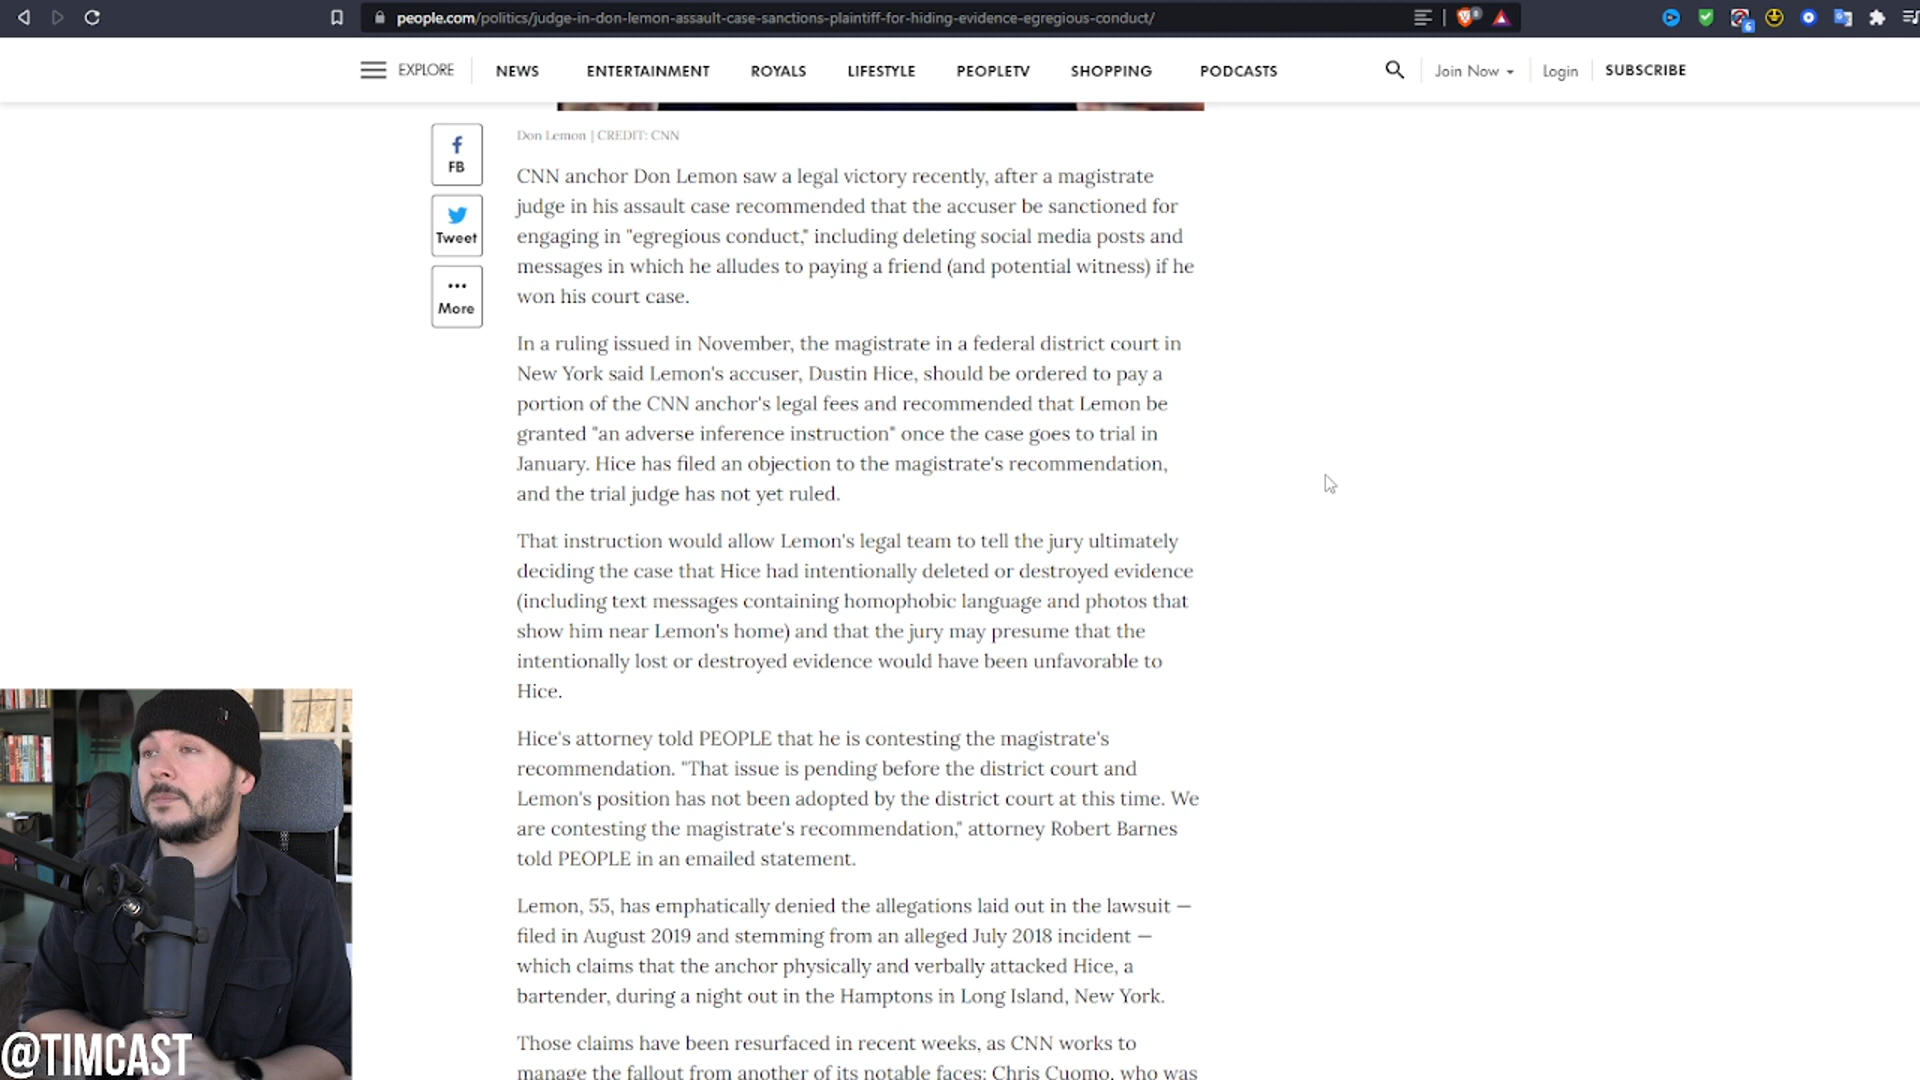 people.com/politics/judge-in-don-lemon-assault-case-sanctions-plaintiff-for-hiding-evidence-egregious-conduct/
EXPLORE
NEWS
ENTERTAINMENT
ROYALS
LIFESTYLE
PEOPLETV
SHOPPING
PODCASTS
Join Now
Login
SUBSCRIBE
FB
Tweet
More
Don Lemon | CREDIT: CNN
CNN anchor Don Lemon saw a legal victory recently, after a magistrate
judge in his assault case recommended that the accuser be sanctioned for
engaging in "egregious conduct," including deleting social media posts and
messages in which he alludes to paying a friend (and potential witness) if he
won his court case.
In a ruling issued in November, the magistrate in a federal district court in
New York said Lemon's accuser, Dustin Hice, should be ordered to pay a
portion of the CNN anchor's legal fees and recommended that Lemon be
granted "an adverse inference instruction" once the case goes to trial in
January. Hice has filed an objection to the magistrate's recommendation,
and the trial judge has not yet ruled.
That instruction would allow Lemon's legal team to tell the jury ultimately
deciding the case that Hice had intentionally deleted or destroyed evidence
(including text messages containing homophobic language and photos that
show him near Lemon's home) and that the jury may presume that the
intentionally lost or destroyed evidence would have been unfavorable to
Hice.
Hice's attorney told PEOPLE that he is contesting the magistrate's
recommendation. "That issue is pending before the district court and
Lemon's position has not been adopted by the district court at this time. We
are contesting the magistrate's recommendation," attorney Robert Barnes
told PEOPLE in an emailed statement.
Lemon, 55, has emphatically denied the allegations laid out in the lawsuit —
filed in August 2019 and stemming from an alleged July 2018 incident —
which claims that the anchor physically and verbally attacked Hice, a
bartender, during a night out in the Hamptons in Long Island, New York.
Those claims have been resurfaced in recent weeks, as CNN works to
manage the fallout from another of its notable faces: Chris Cuomo, who was
@TIMCAST